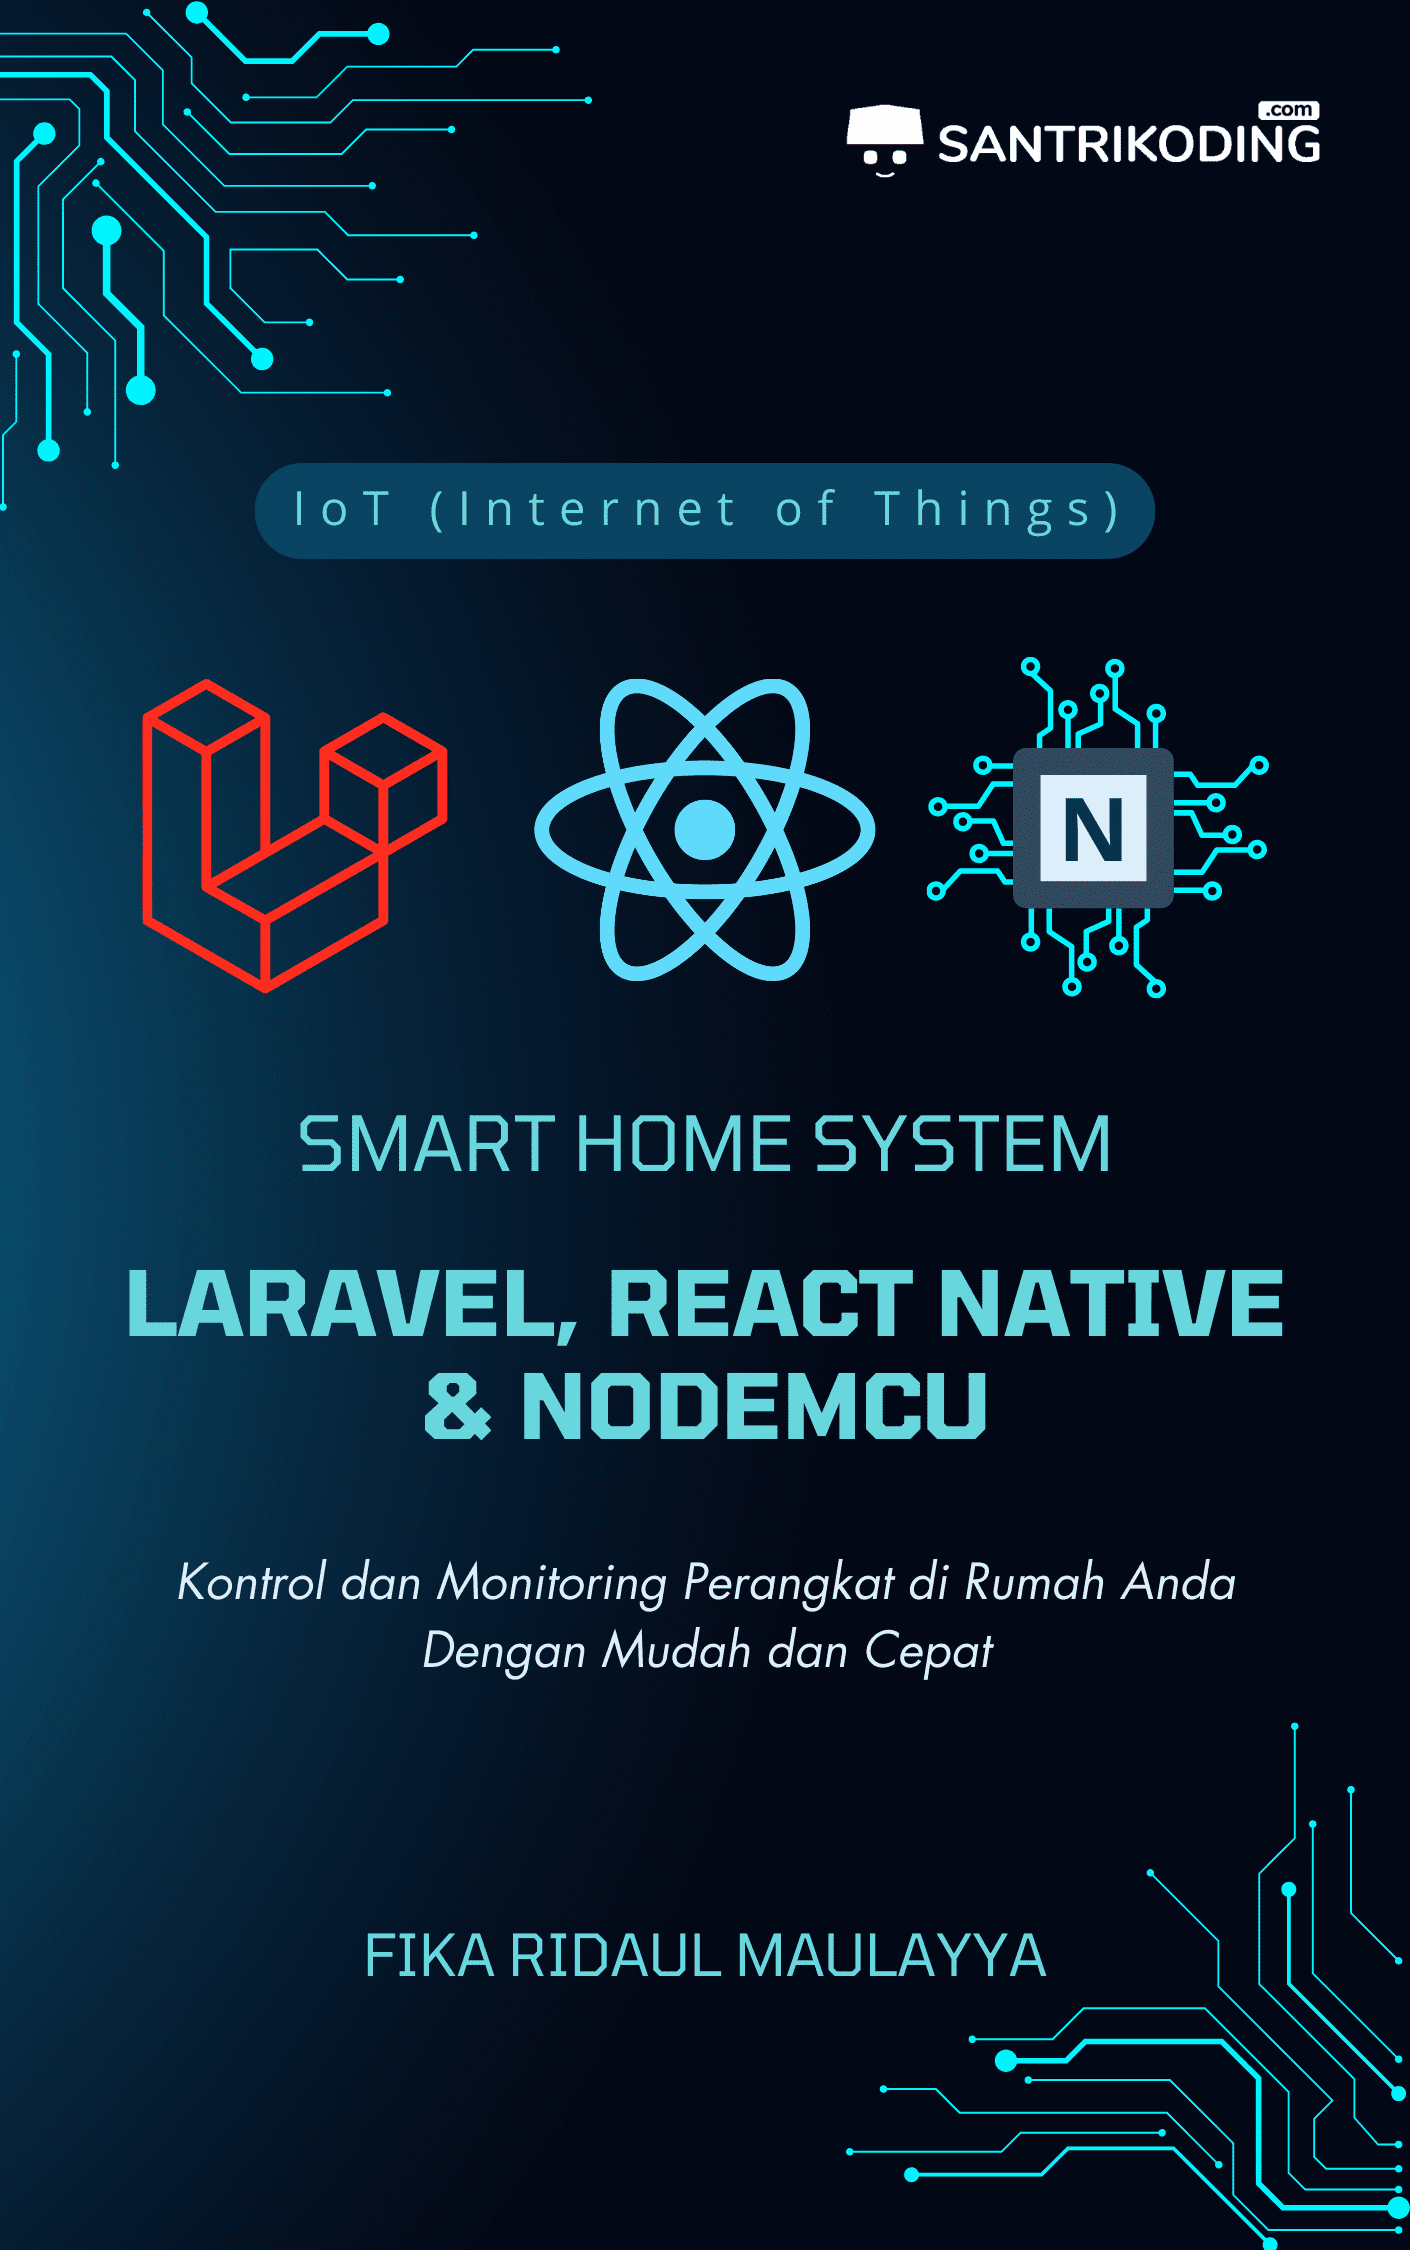 .com
SANTRIKODING
IoT (Internet of Things)
N
SMART HOME SYSTEM
LARAVEL, REACT NATIVE
& NODEMCU
Kontrol dan Monitoring Perangkat di Rumah Anda
Dengan Mudah dan Cepat
FIKA RIDAUL MAULAYYA